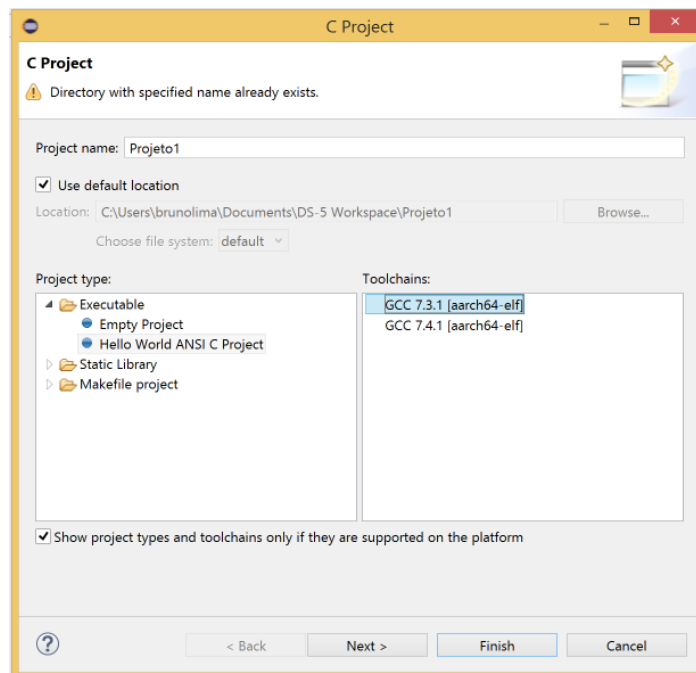 C Project
C Project
Directory with specified name already exists.
Project name: Projeto1
Use default location
Location: C:\Users\brunolima\Documents\DS-5 Workspace\Projeto1 Browse...
Choose file system: default
Project type: Toolchains:
Executable GCC 7.3.1 [aarch64-elf]
Empty Project GCC 7.4.1 [aarch64-elf]
Hello World ANSI C Project
Static Library
Makefile project
Show project types and toolchains only if they are supported on the platform
? < Back Next > Finish Cancel